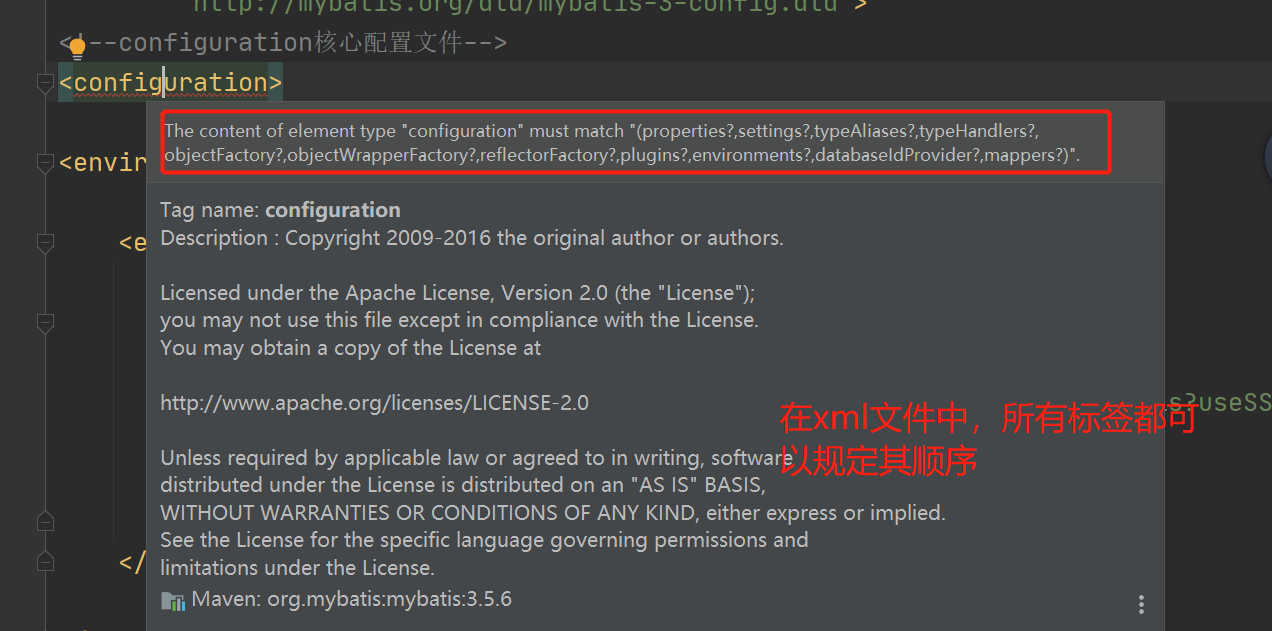 http://mybatis.org/dtd/mybatis-3-config.dtd">
<!--configuration核心配置文件-->
<configuration>
The content of element type "configuration" must match "(properties?,settings?,typeAliases?,typeHandlers?,
objectFactory?,objectWrapperFactory?,reflectorFactory?,plugins?,environments?,databaseIdProvider?,mappers?)".
<envir
Tag name: configuration
<e
Description : Copyright 2009-2016 the original author or authors.
Licensed under the Apache License, Version 2.0 (the "License");
you may not use this file except in compliance with the License.
You may obtain a copy of the License at
http://www.apache.org/licenses/LICENSE-2.0
s?useSS
在xml文件中，所有标签都可
以规定其顺序
Unless required by applicable law or agreed to in writing, software
distributed under the License is distributed on an "AS IS" BASIS,
WITHOUT WARRANTIES OR CONDITIONS OF ANY KIND, either express or implied.
See the License for the specific language governing permissions and
limitations under the License.
</
Maven: org.mybatis:mybatis:3.5.6